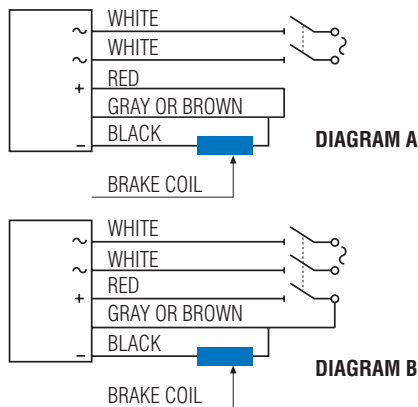 WHITE
~
WHITE
~
RED
+
GRAY OR BROWN
BLACK
–
DIAGRAM A
BRAKE COIL
WHITE
~
WHITE
~
RED
+
GRAY OR BROWN
BLACK
–
DIAGRAM B
BRAKE COIL